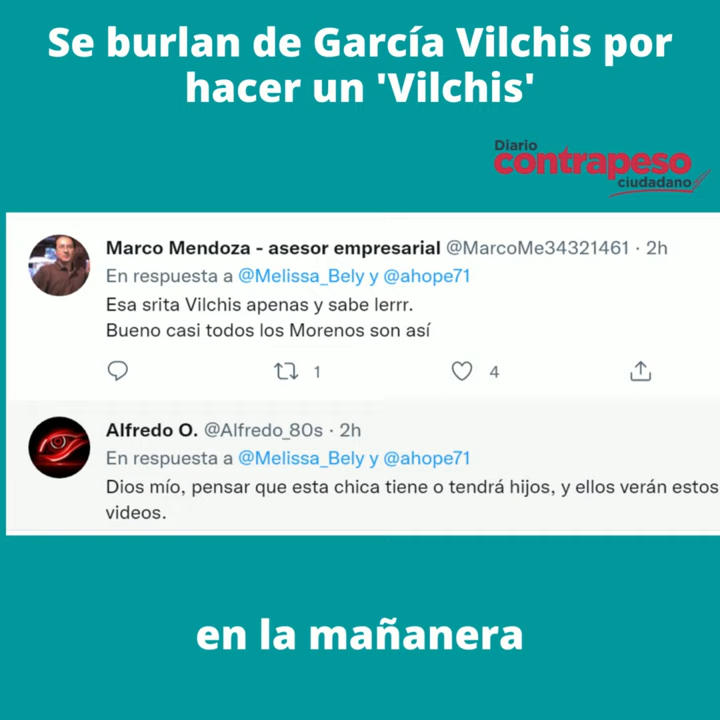 Se burlan de García Vilchis por
hacer un 'Vilchis'
Diario
contrapeso
ciudadano
Marco Mendoza - asesor empresarial @MarcoMe34321461 · 2h
En respuesta a @Melissa_Bely y @ahope71
Esa srita Vilchis apenas y sabe lerrr.
Bueno casi todos los Morenos son así
1
4
Alfredo O. @Alfredo_80s · 2h
En respuesta a @Melissa_Bely y @ahope71
Dios mío, pensar que esta chica tiene o tendrá hijos, y ellos verán estos
videos.
en la mañanera